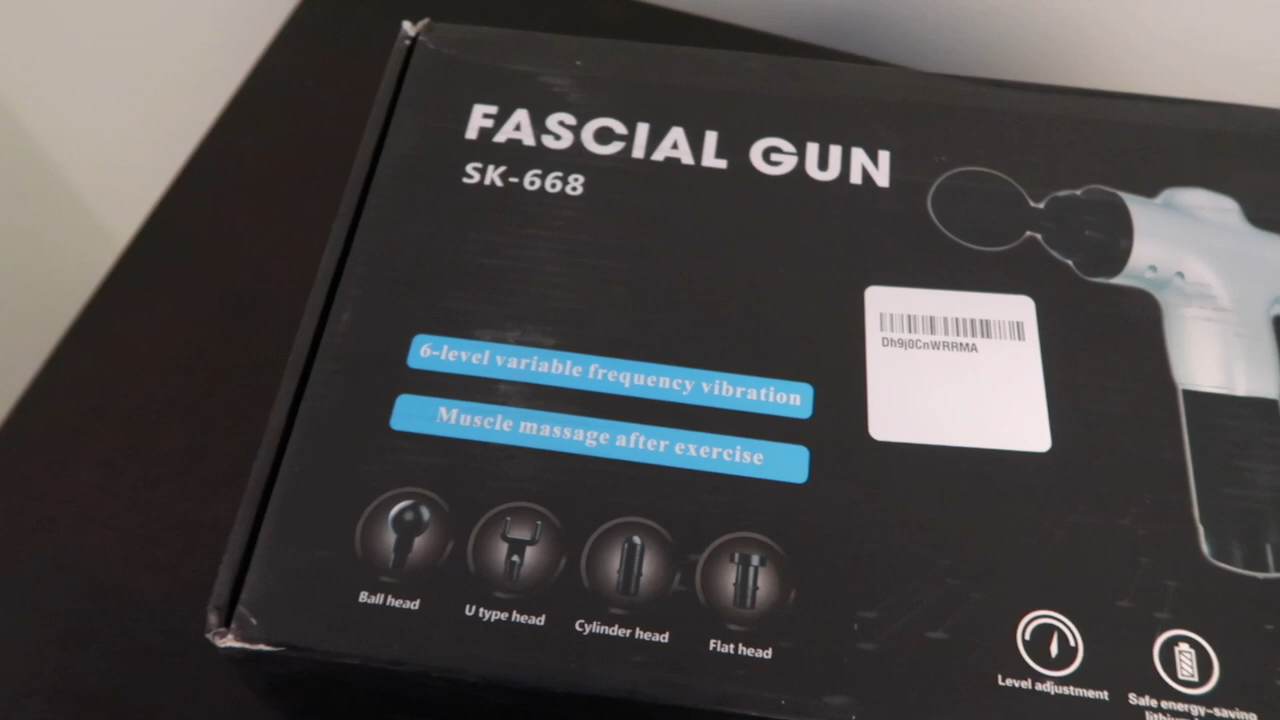 FASCIAL GUN
SK-668
Dh9j0CnWRRMA
6-level variable frequency vibration
Muscle massage after exercise
Ball head
U type head
Cylinder head
Flat head
Level adjustment
Safe energy-saving